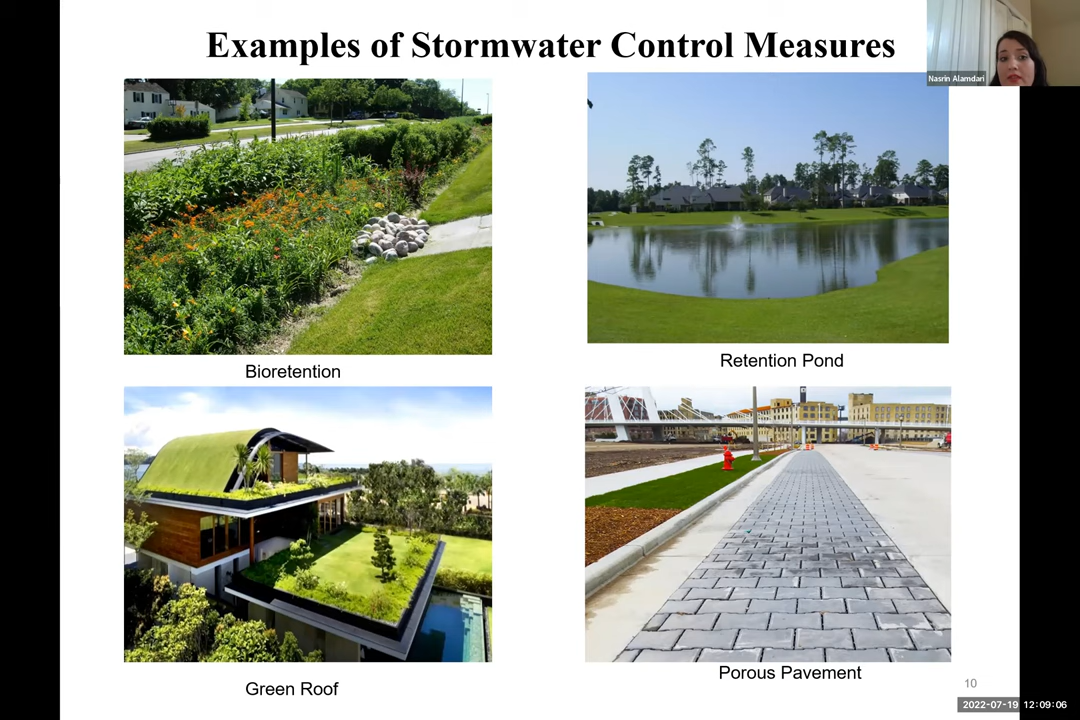 Examples of Stormwater Control Measures
Nasrin Alamdari
Bioretention
Retention Pond
Green Roof
Porous Pavement
10
2022-07-19 12:09:06